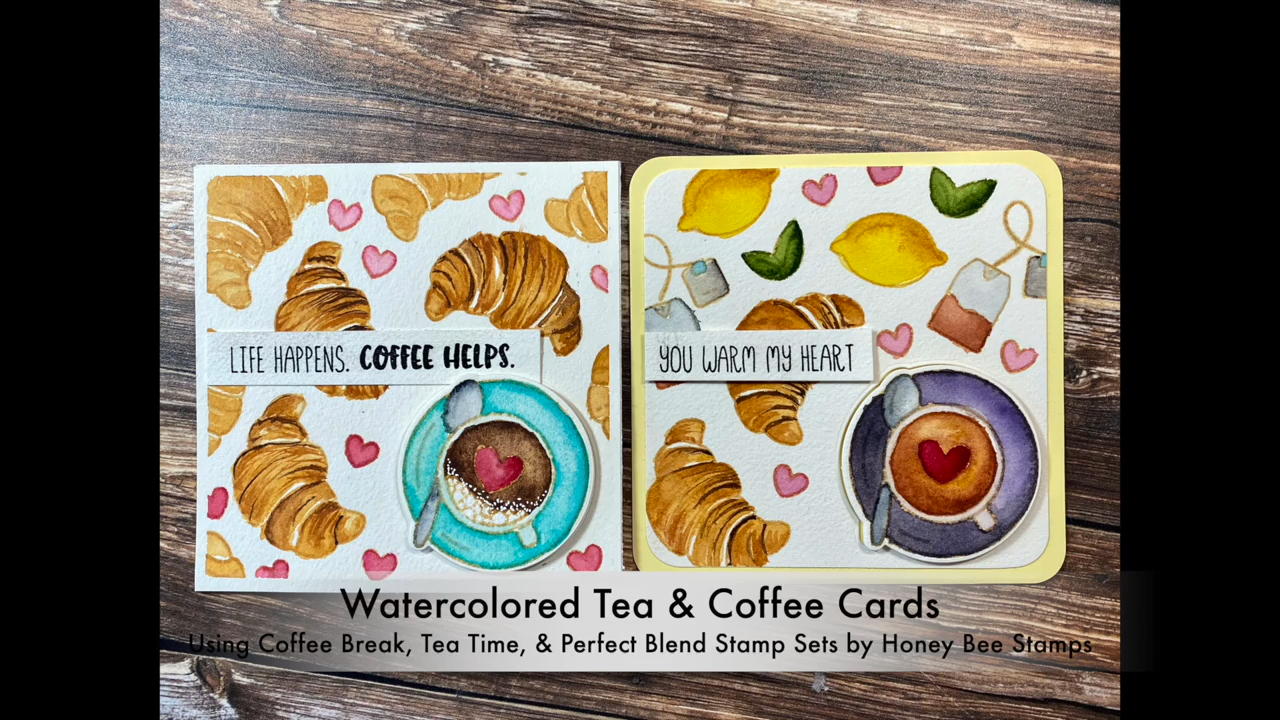 LIFE HAPPENS. COFFEE HELPS.
YOU WARM MY HEART
Watercolored Tea & Coffee Cards
Using Coffee Break, Tea Time, & Perfect Blend Stamp Sets by Honey Bee Stamps